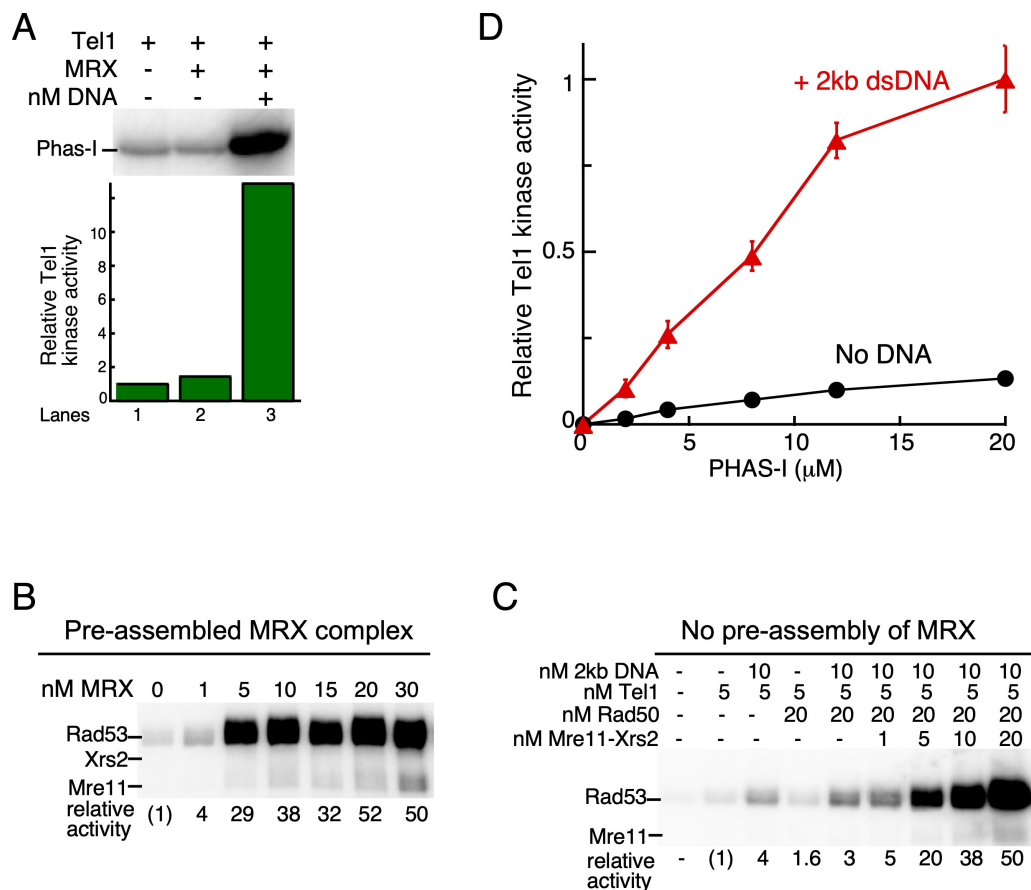 A
Tel1 + + +
MRX - + +
nM DNA - - +
Phas-I
Relative Tel1
kinase activity
10
8
6
4
2
0
Lanes 1 2 3
D
Relative Tel1 kinase activity
1
0.5
0
+ 2kb dsDNA
No DNA
0 5 10 15 20
PHAS-I (μM)
B
Pre-assembled MRX complex
nM MRX 0 1 5 10 15 20 30
Rad53
Xrs2
Mre11
relative
activity (1) 4 29 38 32 52 50
C
No pre-assembly of MRX
nM 2kb DNA - - 10 - 10 10 10 10 10
nM Tel1 - 5 5 5 5 5 5 5 5
nM Rad50 - - - 20 20 20 20 20 20
nM Mre11-Xrs2 - - - - - 1 5 10 20
Rad53
Mre11
relative
activity - (1) 4 1.6 3 5 20 38 50